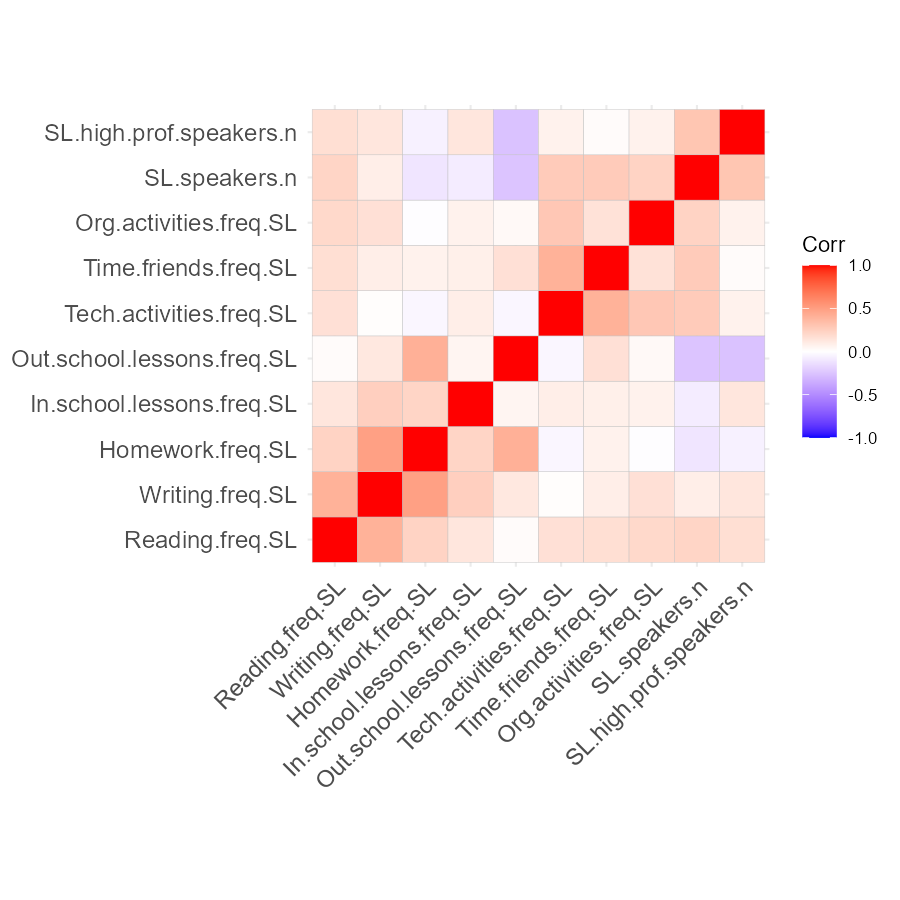 SL.high.prof.speakers.n
SL.speakers.n
Org.activities.freq.SL
Time.friends.freq.SL
Tech.activities.freq.SL
Out.school.lessons.freq.SL
In.school.lessons.freq.SL
Homework.freq.SL
Writing.freq.SL
Reading.freq.SL
Reading.freq.SL
Writing.freq.SL
Homework.freq.SL
In.school.lessons.freq.SL
Out.school.lessons.freq.SL
Tech.activities.freq.SL
Time.friends.freq.SL
Org.activities.freq.SL
SL.speakers.n
SL.high.prof.speakers.n
Corr
1.0
0.5
0.0
-0.5
-1.0